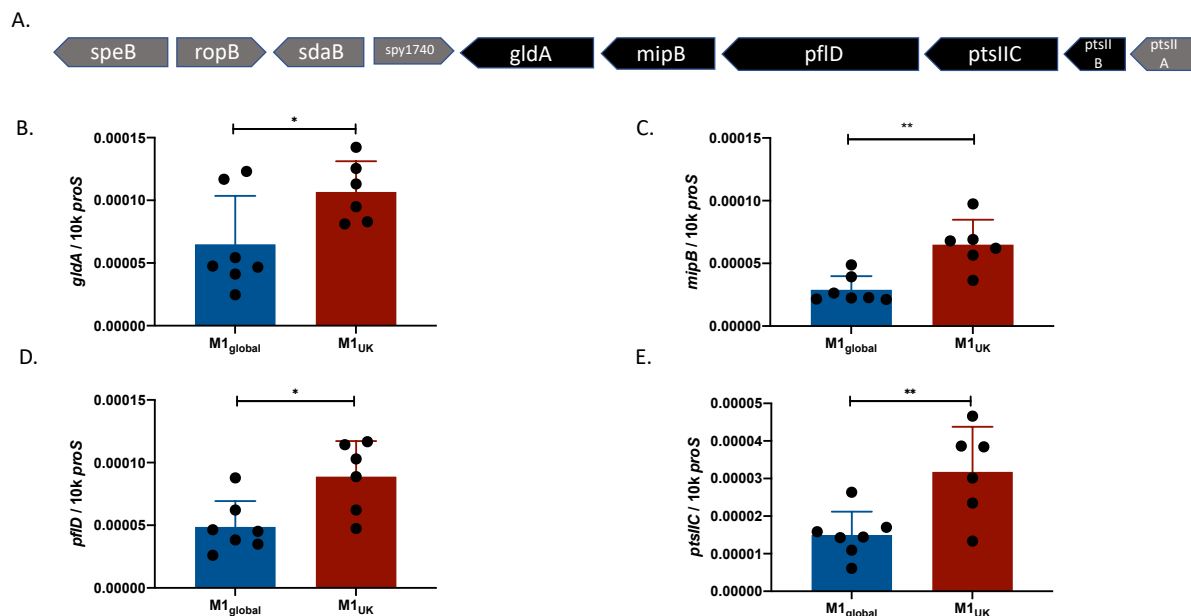 A.
speB ropB sdaB spy1740 gldA mipB pflD ptsIIC ptsII B ptsII A
B.
*
0.00015
0.00010
0.00005
0.00000
gldA / 10k proS
M1global M1UK
C.
**
0.00015
0.00010
0.00005
0.00000
mipB / 10k proS
M1global M1UK
D.
*
0.00015
0.00010
0.00005
0.00000
pflD / 10k proS
M1global M1UK
E.
**
0.00005
0.00004
0.00003
0.00002
0.00001
0.00000
ptsIIC / 10k proS
M1global M1UK